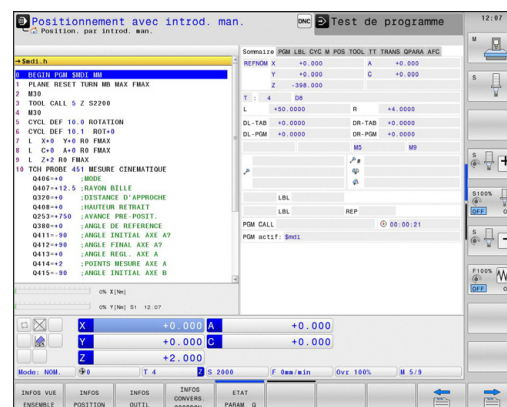 Positionnement avec introd. man.
Position. par introd. man.
DNC
Test de programme
12:07
→$mdi.h
0 BEGIN PGM $MDI MM
1 PLANE RESET TURN MB MAX FMAX
2 M30
3 TOOL CALL 5 Z S2200
4 M30
5 CYCL DEF 10.0 ROTATION
6 CYCL DEF 10.1 ROT+0
7 L X+0 Y+0 R0 FMAX
8 L C+0 A+0 R0 FMAX
9 L Z+2 R0 FMAX
10 TCH PROBE 451 MESURE CINEMATIQUE
Q406=+0 ;MODE
Q407=+12.5 ;RAYON BILLE
Q320=+0 ;DISTANCE D'APPROCHE
Q408=+0 ;HAUTEUR RETRAIT
Q253=+750 ;AVANCE PRE-POSIT.
Q380=+0 ;ANGLE DE REFERENCE
Q411=-90 ;ANGLE INITIAL AXE A?
Q412=+90 ;ANGLE FINAL AXE A?
Q413=+0 ;ANGLE REGL. AXE A
Q414=+2 ;POINTS MESURE AXE A
Q415=-90 ;ANGLE INITIAL AXE B
0% X[Nm]
0% Y[Nm] S1 12:07
Sommaire PGM LBL CYC M POS TOOL TT TRANS QPARA AFC
REFNOM X +0.000 A +0.000
Y +0.000 C +0.000
Z -398.000
T : 4 D8
L +50.0000 R +4.0000
DL-TAB +0.0000 DR-TAB +0.0000
DL-PGM +0.0000 DR-PGM +0.0000
M5 M9
LBL
LBL REP
PGM CALL 00:00:21
PGM actif: $mdi
M
S
S
S100%
OFF
S
F100%
OFF
X +0.000 A +0.000
Y +0.000 C +0.000
Z +2.000
Mode: NOM. 0 T 4 Z S 2000 F 0mm/min Ovr 100% M 5/9
INFOS VUE ENSEMBLE
INFOS POSITION
INFOS OUTIL
INFOS CONVERS.
ETAT PARAM. Q